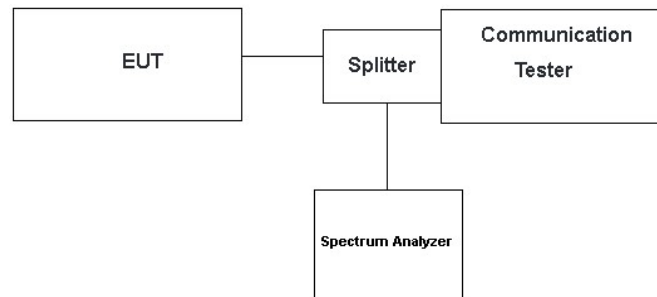 EUT
Splitter
Communication
Tester
Spectrum Analyzer